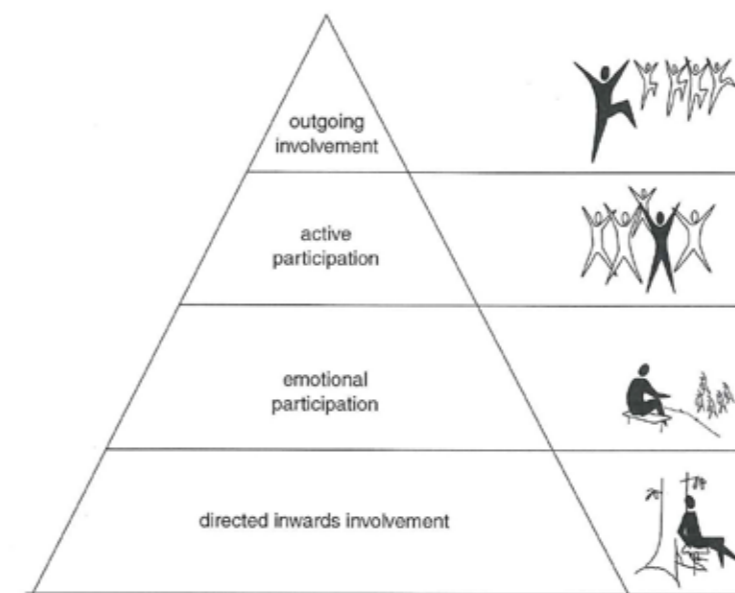 outgoing
involvement
active
participation
emotional
participation
directed inwards involvement